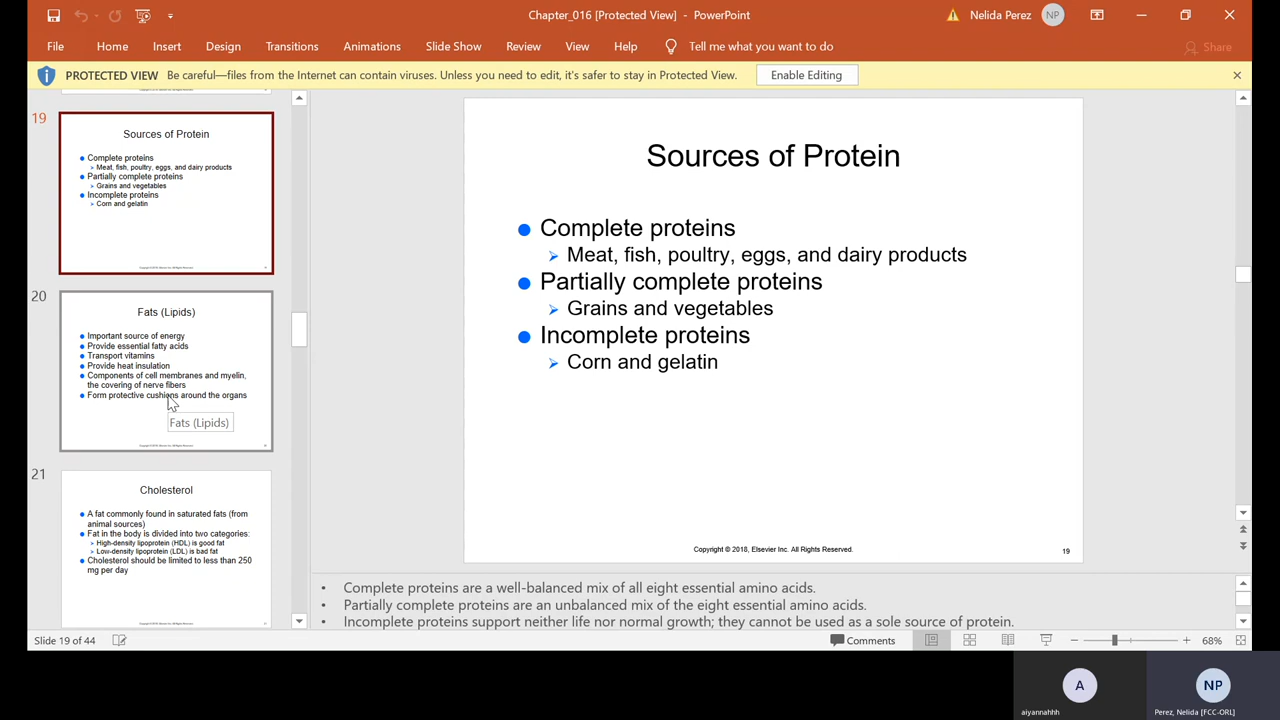 Chapter_016 [Protected View] - PowerPoint
Nelida Perez
NP
File Home Insert Design Transitions Animations Slide Show Review View Help Tell me what you want to do Share
PROTECTED VIEW Be careful—files from the Internet can contain viruses. Unless you need to edit, it's safer to stay in Protected View. Enable Editing
19
Sources of Protein
Complete proteins
Meat, fish, poultry, eggs, and dairy products
Partially complete proteins
Grains and vegetables
Incomplete proteins
Corn and gelatin
20
Fats (Lipids)
Important source of energy
Provide essential fatty acids
Transport vitamins
Provide heat insulation
Components of cell membranes and myelin,
the covering of nerve fibers
Form protective cushions around the organs
Fats (Lipids)
21
Cholesterol
A fat commonly found in saturated fats (from
animal sources)
Fat in the body is divided into two categories:
High-density lipoprotein (HDL) is good fat
Low-density lipoprotein (LDL) is bad fat
Cholesterol should be limited to less than 250
mg per day
Sources of Protein
Complete proteins
Meat, fish, poultry, eggs, and dairy products
Partially complete proteins
Grains and vegetables
Incomplete proteins
Corn and gelatin
Copyright © 2018, Elsevier Inc. All Rights Reserved.
19
• Complete proteins are a well-balanced mix of all eight essential amino acids.
• Partially complete proteins are an unbalanced mix of the eight essential amino acids.
• Incomplete proteins support neither life nor normal growth; they cannot be used as a sole source of protein.
Slide 19 of 44
Comments
68%
A
aiyannahhh
NP
Perez, Nelida [FCC-ORL]